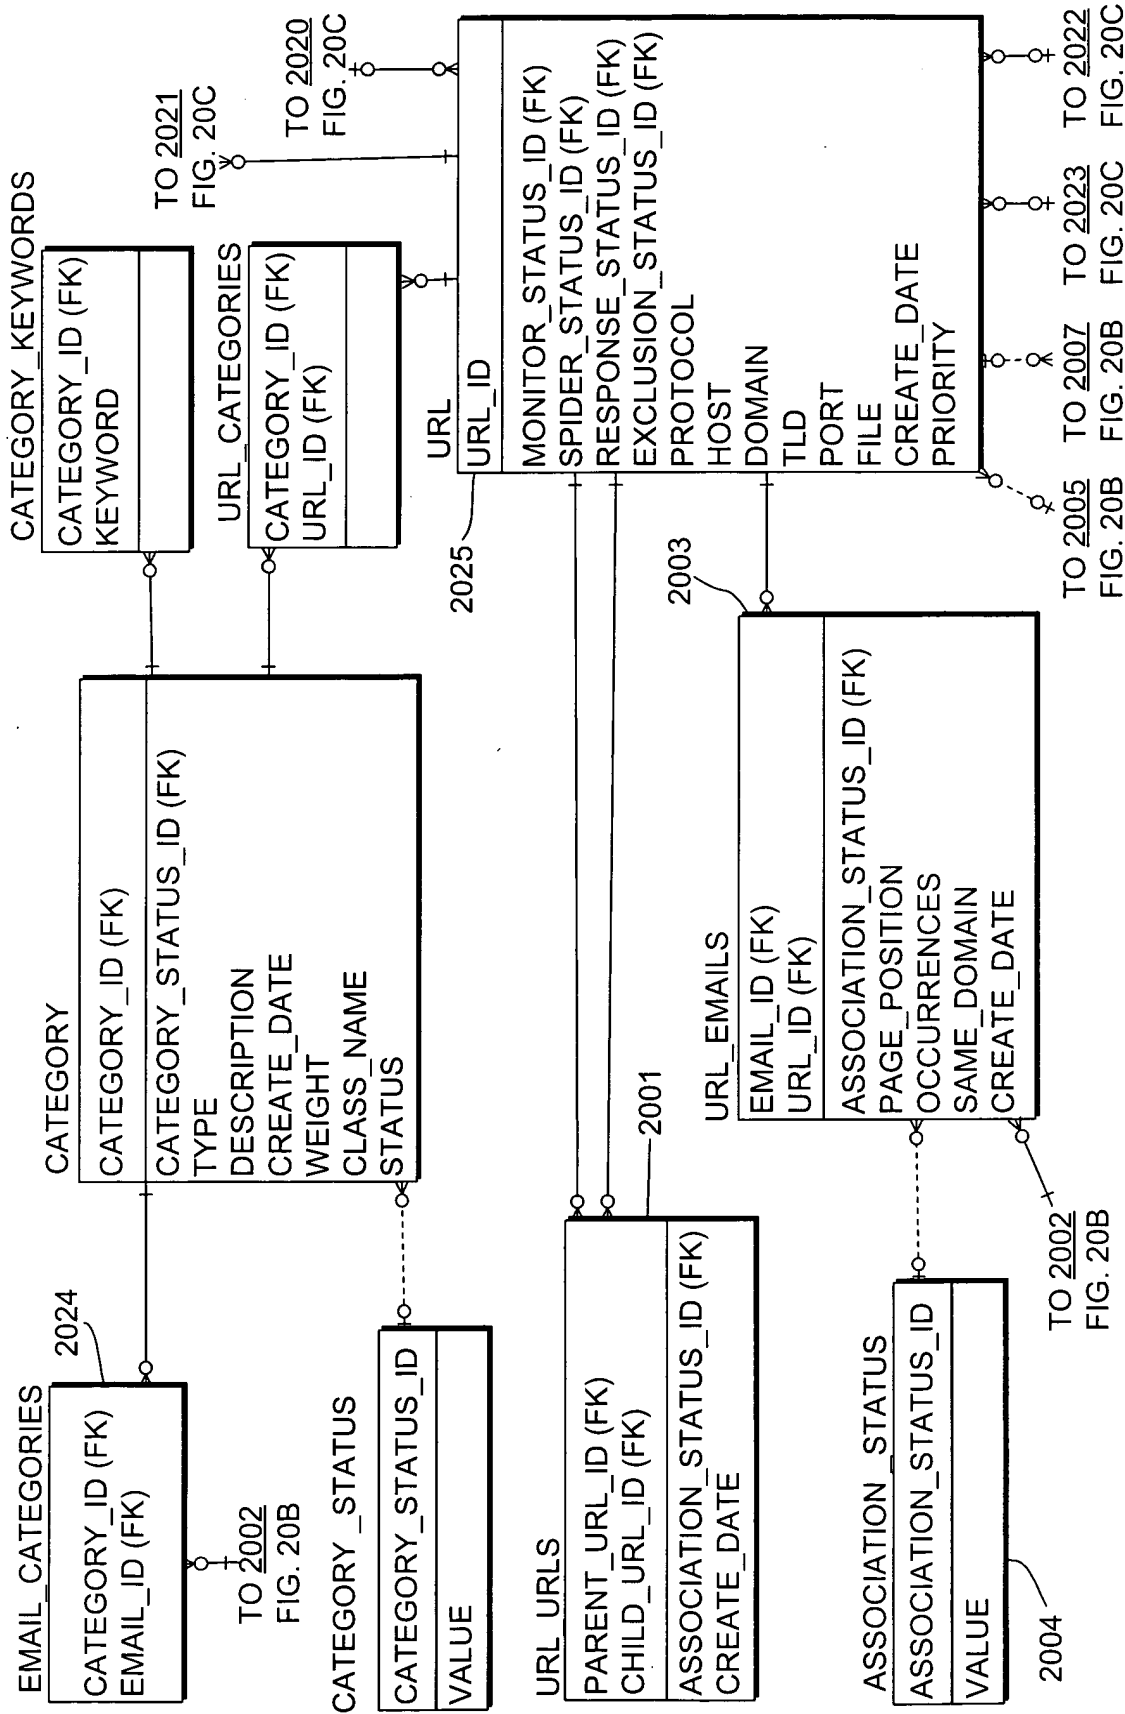 EMAIL_CATEGORIES
2024
CATEGORY_ID (FK)
EMAIL_ID (FK)
TO 2002
FIG. 20B
CATEGORY
CATEGORY_ID (FK)
CATEGORY_STATUS_ID (FK)
TYPE
DESCRIPTION
CREATE_DATE
WEIGHT
CLASS_NAME
STATUS
CATEGORY_KEYWORDS
CATEGORY_ID (FK)
KEYWORD
URL_CATEGORIES
CATEGORY_ID (FK)
URL_ID (FK)
TO 2021
FIG. 20C
TO 2020
FIG. 20C
CATEGORY_STATUS
CATEGORY_STATUS_ID
VALUE
URL
URL_ID
2025
MONITOR_STATUS_ID (FK)
SPIDER_STATUS_ID (FK)
RESPONSE_STATUS_ID (FK)
EXCLUSION_STATUS_ID (FK)
PROTOCOL
HOST
DOMAIN
TLD
PORT
FILE
CREATE_DATE
PRIORITY
URL_URLS
2001
PARENT_URL_ID (FK)
CHILD_URL_ID (FK)
ASSOCIATION_STATUS_ID (FK)
CREATE_DATE
URL_EMAILS
2003
EMAIL_ID (FK)
URL_ID (FK)
ASSOCIATION_STATUS_ID (FK)
PAGE_POSITION
OCCURRENCES
SAME_DOMAIN
CREATE_DATE
ASSOCIATION_STATUS
ASSOCIATION_STATUS_ID
VALUE
2004
TO 2002
FIG. 20B
TO 2005
FIG. 20B
TO 2007
FIG. 20B
TO 2023
FIG. 20C
TO 2022
FIG. 20C